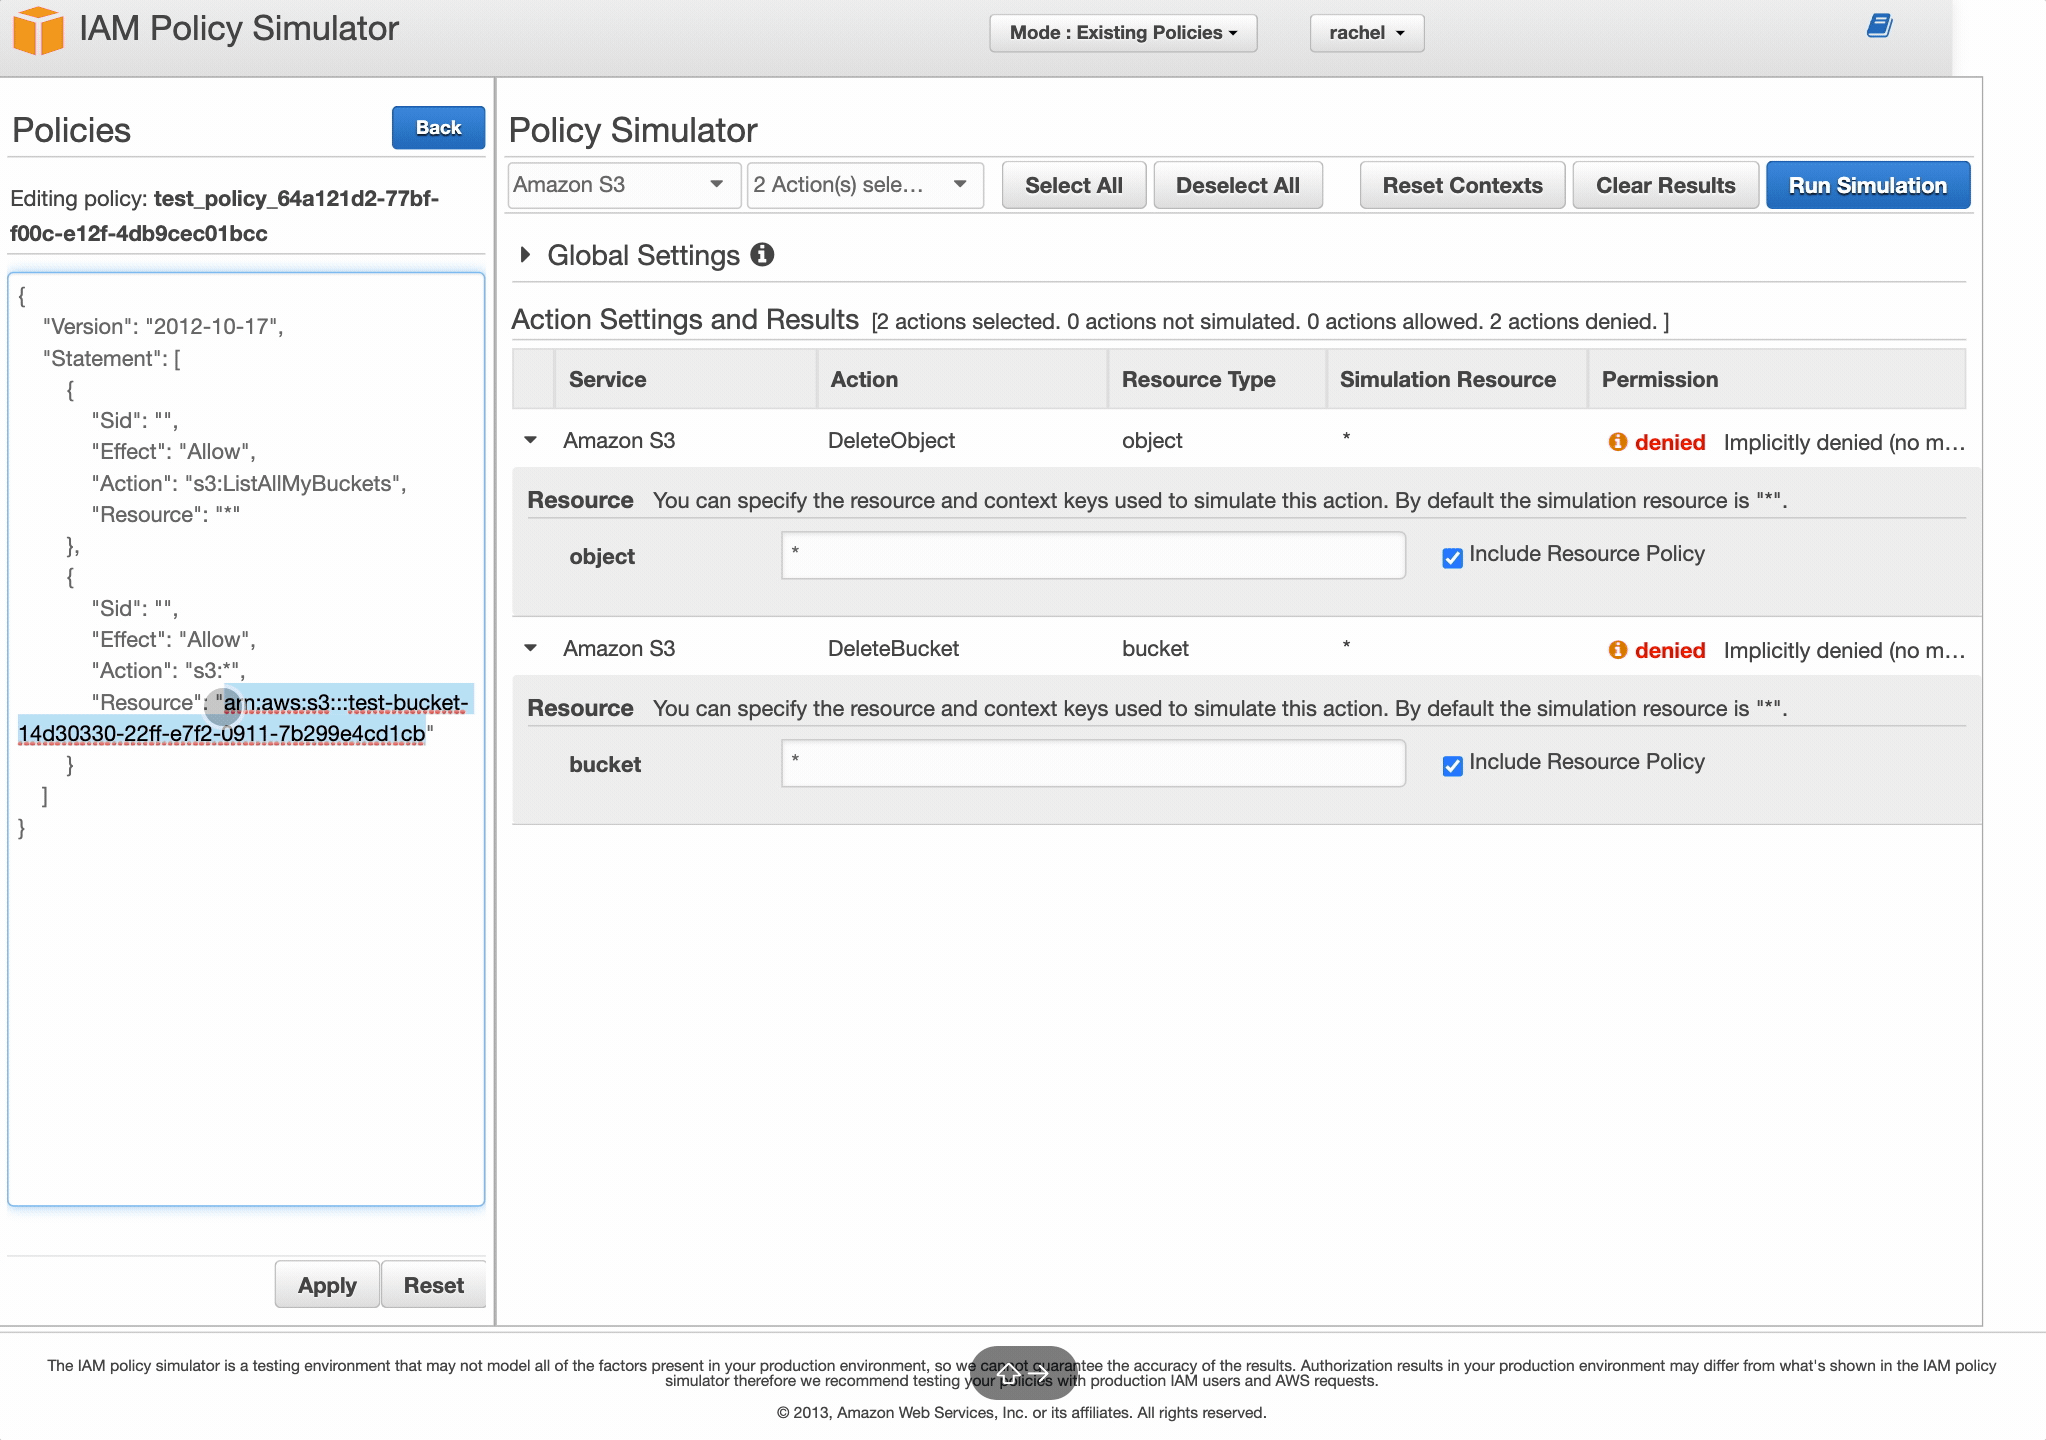 IAM Policy Simulator
Mode : Existing Policies
rachel
Policies
Back
Editing policy: test_policy_64a121d2-77bf-
f00c-e12f-4db9cec01bcc
{
"Version": "2012-10-17",
"Statement": [
{
"Sid": "",
"Effect": "Allow",
"Action": "s3:ListAllMyBuckets",
"Resource": "*"
},
{
"Sid": "",
"Effect": "Allow",
"Action": "s3:*",
"Resource": "arn:aws:s3:::test-bucket-
14d30330-22ff-e7f2-0911-7b299e4cd1cb"
}
]
}
Apply
Reset
Policy Simulator
Amazon S3
2 Action(s) sele...
Select All
Deselect All
Reset Contexts
Clear Results
Run Simulation
Global Settings
Action Settings and Results [2 actions selected. 0 actions not simulated. 0 actions allowed. 2 actions denied. ]
Service Action Resource Type Simulation Resource Permission
Amazon S3 DeleteObject object * denied Implicitly denied (no m...
Resource You can specify the resource and context keys used to simulate this action. By default the simulation resource is "*".
object * Include Resource Policy
Amazon S3 DeleteBucket bucket * denied Implicitly denied (no m...
Resource You can specify the resource and context keys used to simulate this action. By default the simulation resource is "*".
bucket * Include Resource Policy
The IAM policy simulator is a testing environment that may not model all of the factors present in your production environment, so we cannot guarantee the accuracy of the results. Authorization results in your production environment may differ from what's shown in the IAM policy
simulator therefore we recommend testing your policies with production IAM users and AWS requests.
© 2013, Amazon Web Services, Inc. or its affiliates. All rights reserved.